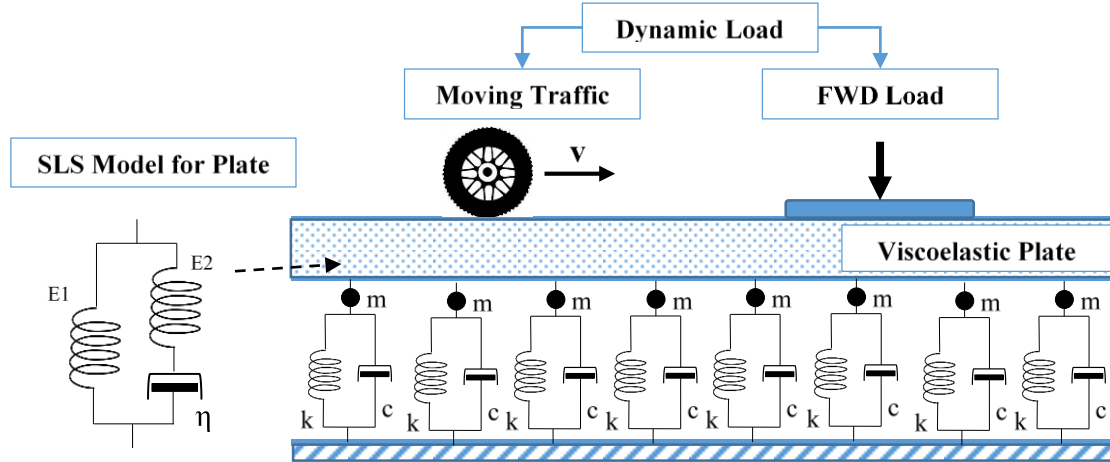 Dynamic Load
Moving Traffic
FWD Load
SLS Model for Plate
v
Viscoelastic Plate
E2
E1
η
m m m m m m m m
c c c c c c c c
k k k k k k k k